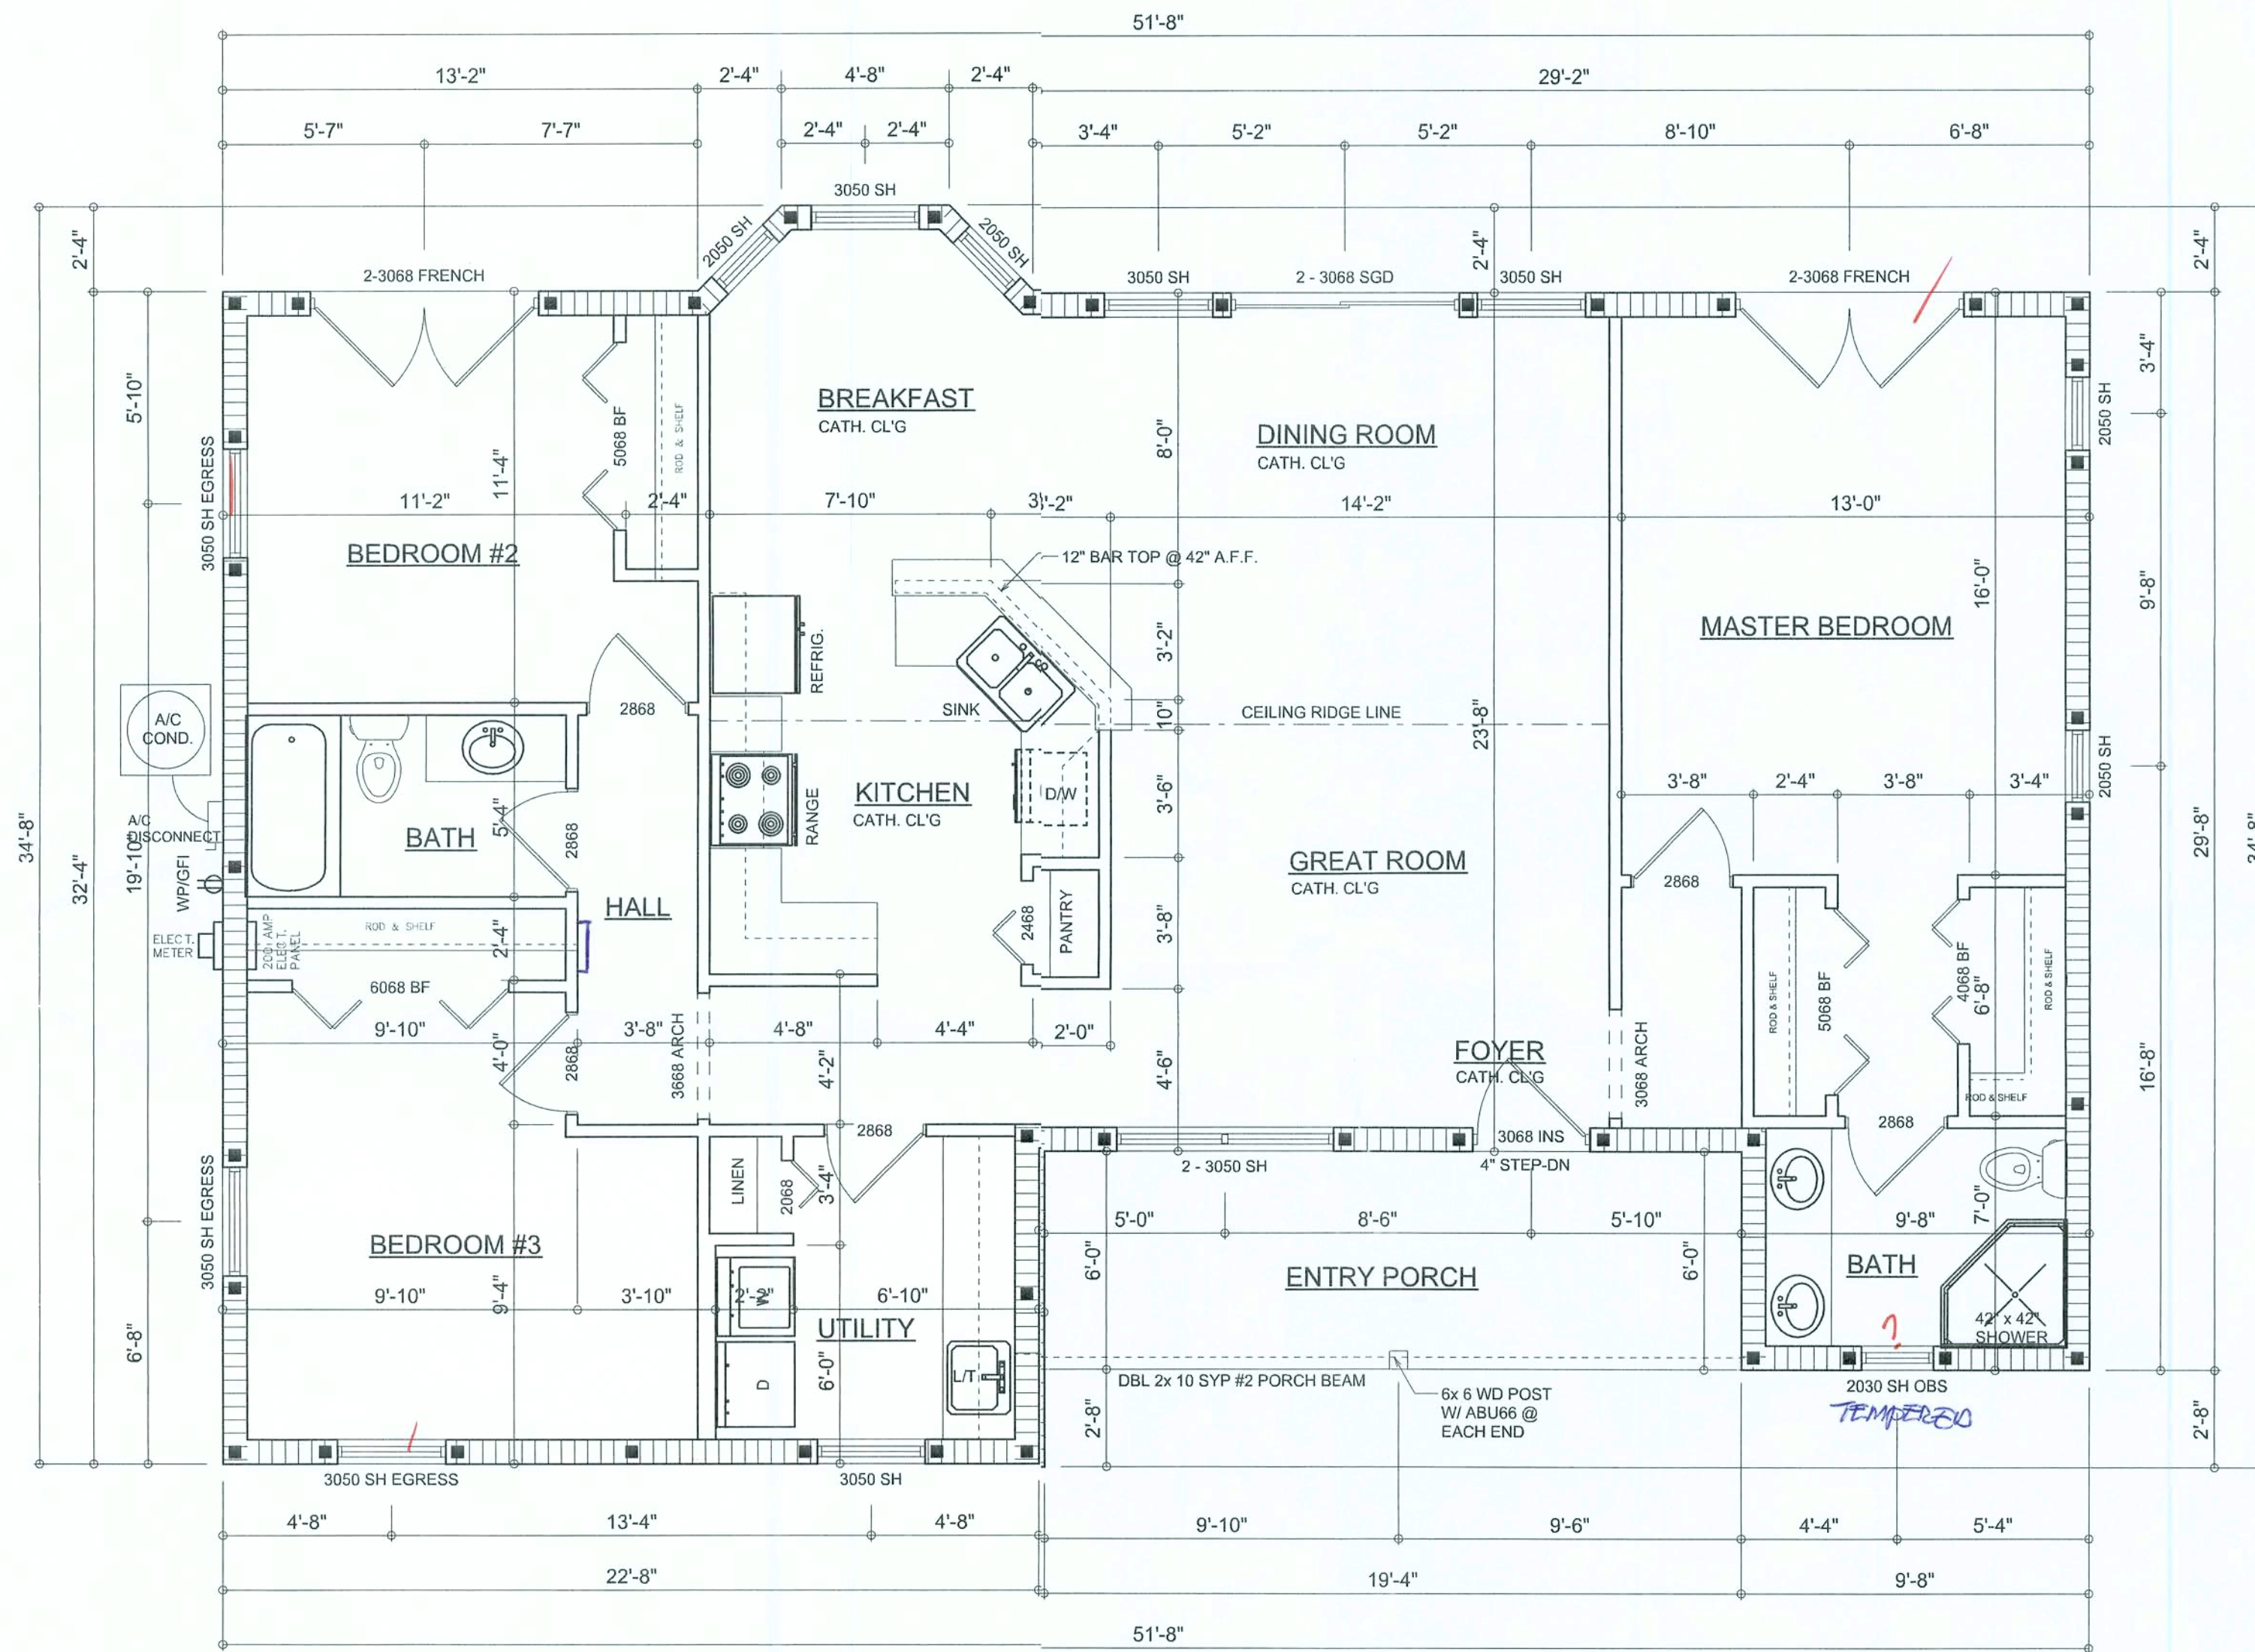 51'-8"
13'-2"
2'-4"
4'-8"
2'-4"
29'-2"
5'-7"
7'-7"
2'-4"
2'-4"
3'-4"
5'-2"
5'-2"
8'-10"
6'-8"
3050 SH
2050 SH
2050 SH
2'-4"
2-3068 FRENCH
3050 SH
2 - 3068 SGD
2'-4"
3050 SH
2-3068 FRENCH
2'-4"
5'-10"
3'-4"
2050 SH
BREAKFAST
CATH. CL'G
DINING ROOM
CATH. CL'G
8'-0"
5068 BF
ROD & SHELF
3050 SH EGRESS
11'-4"
11'-2"
2'-4"
7'-10"
3'-2"
14'-2"
13'-0"
BEDROOM #2
12" BAR TOP @ 42" A.F.F.
16'-0"
9'-8"
MASTER BEDROOM
REFRIG.
3'-2"
2868
SINK
10"
CEILING RIDGE LINE
23'-8"
A/C
COND.
2050 SH
3'-8"
2'-4"
3'-8"
3'-4"
KITCHEN
CATH. CL'G
D/W
3'-6"
RANGE
A/C
DISCONNECT
34'-8"
32'-4"
19'-10"
BATH
5'-4"
2868
29'-8"
34'-8"
GREAT ROOM
CATH. CL'G
2868
WP/GFI
HALL
2468
PANTRY
3'-8"
ELECT.
METER
200 AMP
ELECT.
PANEL
ROD & SHELF
2'-4"
6068 BF
ROD & SHELF
5068 BF
4068 BF
6'-8"
ROD & SHELF
9'-10"
4'-0"
2868
3'-8"
3668 ARCH
4'-8"
4'-4"
2'-0"
4'-2"
4'-6"
FOYER
CATH. CL'G
3068 ARCH
16'-8"
ROD & SHELF
2868
2868
3068 INS
4" STEP-DN
2 - 3050 SH
LINEN
2068
3'-4"
3050 SH EGRESS
5'-0"
8'-6"
5'-10"
9'-8"
7'-0"
BEDROOM #3
6'-0"
ENTRY PORCH
6'-0"
BATH
9'-10"
9'-4"
3'-10"
2'-2"
W
6'-10"
UTILITY
42" x 42"
SHOWER
?
6'-8"
6'-0"
D
L/T
DBL 2x 10 SYP #2 PORCH BEAM
6x 6 WD POST
W/ ABU66 @
EACH END
2030 SH OBS
TEMPERED
2'-8"
2'-8"
3050 SH EGRESS
3050 SH
4'-8"
13'-4"
4'-8"
9'-10"
9'-6"
4'-4"
5'-4"
22'-8"
19'-4"
9'-8"
51'-8"